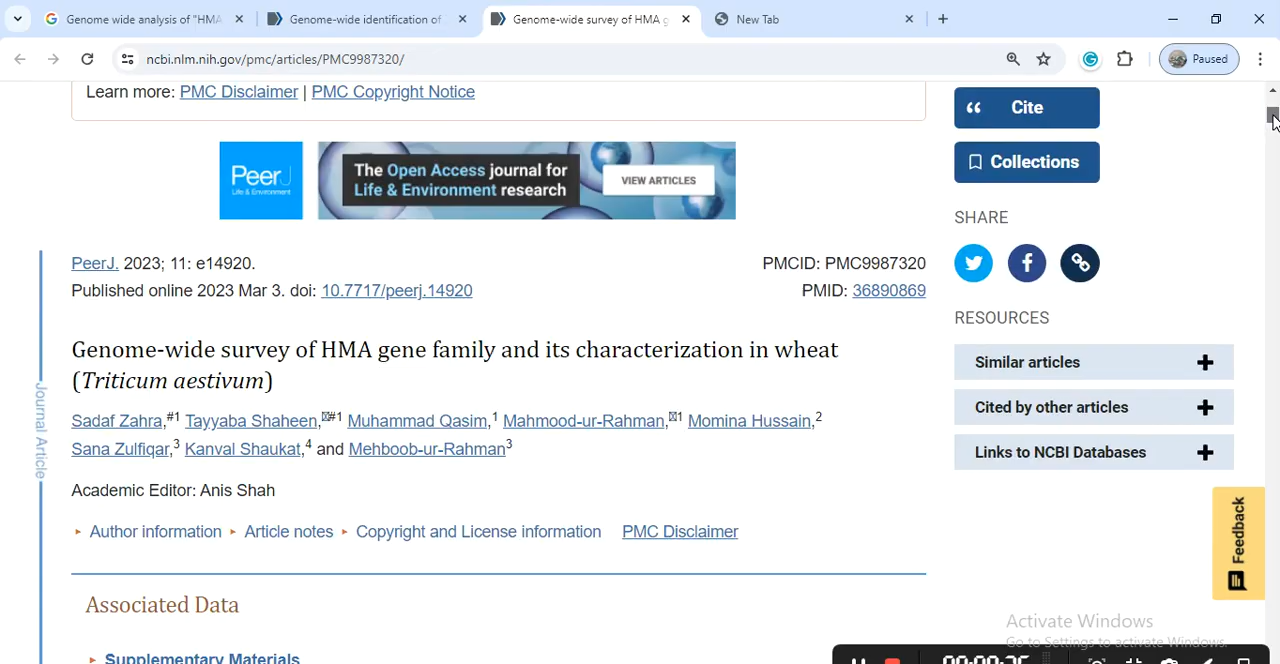 Genome wide analysis of "HMA
Genome-wide identification of
Genome-wide survey of HMA g
New Tab
ncbi.nlm.nih.gov/pmc/articles/PMC9987320/
Paused
Learn more: PMC Disclaimer | PMC Copyright Notice
Cite
Collections
PeerJ
Life & Environment
The Open Access journal for
Life & Environment research
VIEW ARTICLES
SHARE
PeerJ. 2023; 11: e14920.
PMCID: PMC9987320
Published online 2023 Mar 3. doi: 10.7717/peerj.14920
PMID: 36890869
RESOURCES
Genome-wide survey of HMA gene family and its characterization in wheat
(Triticum aestivum)
Similar articles
Cited by other articles
Links to NCBI Databases
Journal Article
Sadaf Zahra,#1 Tayyaba Shaheen,#1 Muhammad Qasim,1 Mahmood-ur-Rahman,1 Momina Hussain,2
Sana Zulfiqar,3 Kanval Shaukat,4 and Mehboob-ur-Rahman3
Academic Editor: Anis Shah
Author information Article notes Copyright and License information PMC Disclaimer
Feedback
Associated Data
Activate Windows
Go to Settings to activate Windows.
Supplementary Materials